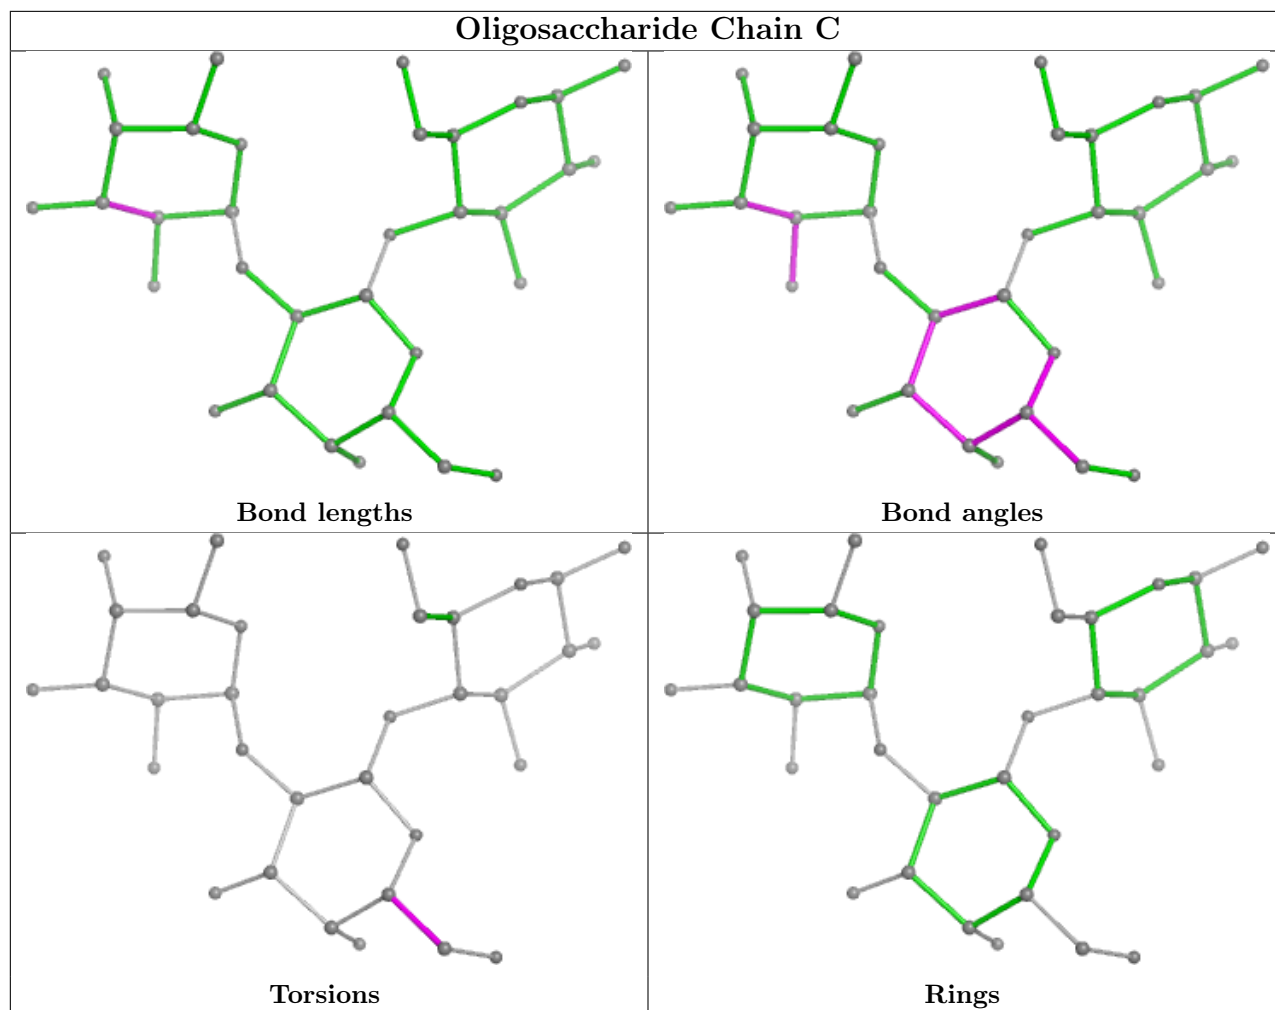 Oligosaccharide Chain C
Bond lengths
Bond angles
Torsions
Rings